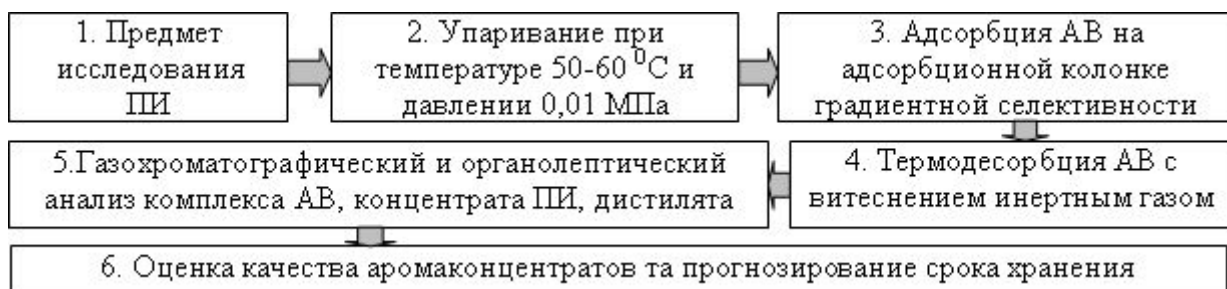 1. Предмет
исследования
ПИ
2. Упаривание при
температуре 50-60 ⁰С и
давлении 0,01 МПа
3. Адсорбция АВ на
адсорбционной колонке
градиентной селективности
4. Термодесорбция АВ с
витеснением инертным газом
5.Газохроматографический и органолептический
анализ комплекса АВ, концентрата ПИ, дистилята
6. Оценка качества аромаконцентратов та прогнозирование срока хранения